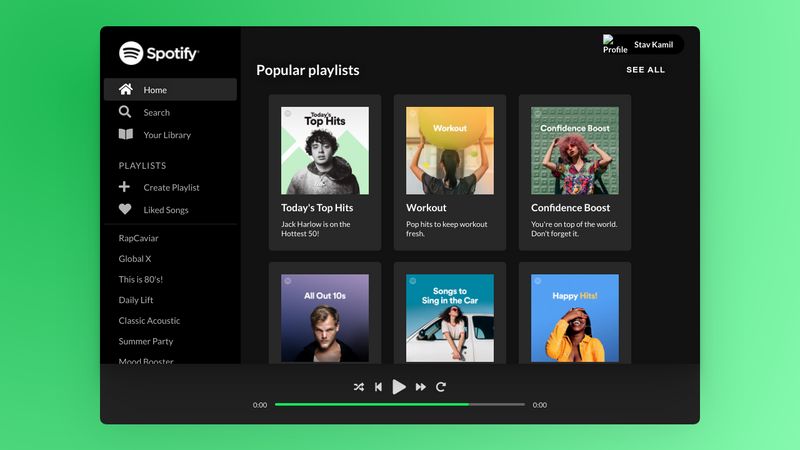 Spotify
Home
Search
Your Library
PLAYLISTS
Create Playlist
Liked Songs
RapCaviar
Global X
This is 80's!
Daily Lift
Classic Acoustic
Summer Party
Mood Booster
Profile
Stav Kamil
Popular playlists
SEE ALL
Today's
Top Hits
Workout
Confidence Boost
Today's Top Hits
Jack Harlow is on the
Hottest 50!
Workout
Pop hits to keep workout
fresh.
Confidence Boost
You're on top of the world.
Don't forget it.
All Out 10s
Songs to
Sing in the Car
Happy Hits!
0:00
0:00